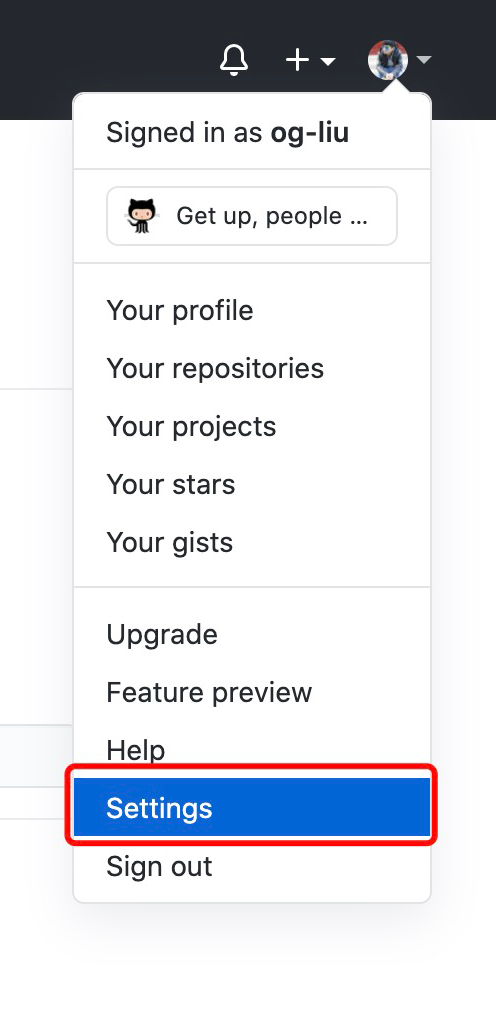 Signed in as og-liu
Get up, people ...
Your profile
Your repositories
Your projects
Your stars
Your gists
Upgrade
Feature preview
Help
Settings
Sign out